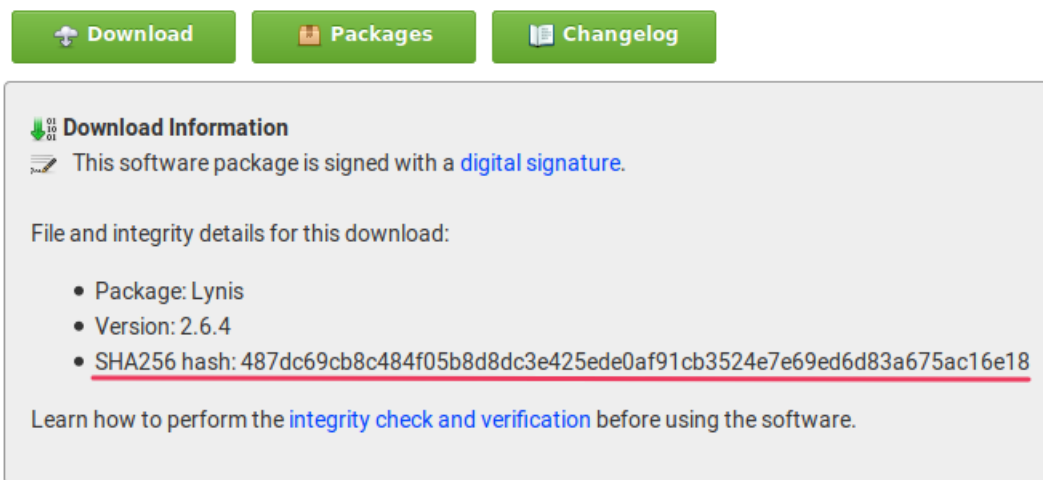 Download Packages Changelog
Download Information
This software package is signed with a digital signature.
File and integrity details for this download:
• Package: Lynis
• Version: 2.6.4
• SHA256 hash: 487dc69cb8c484f05b8d8dc3e425ede0af91cb3524e7e69ed6d83a675ac16e18
Learn how to perform the integrity check and verification before using the software.